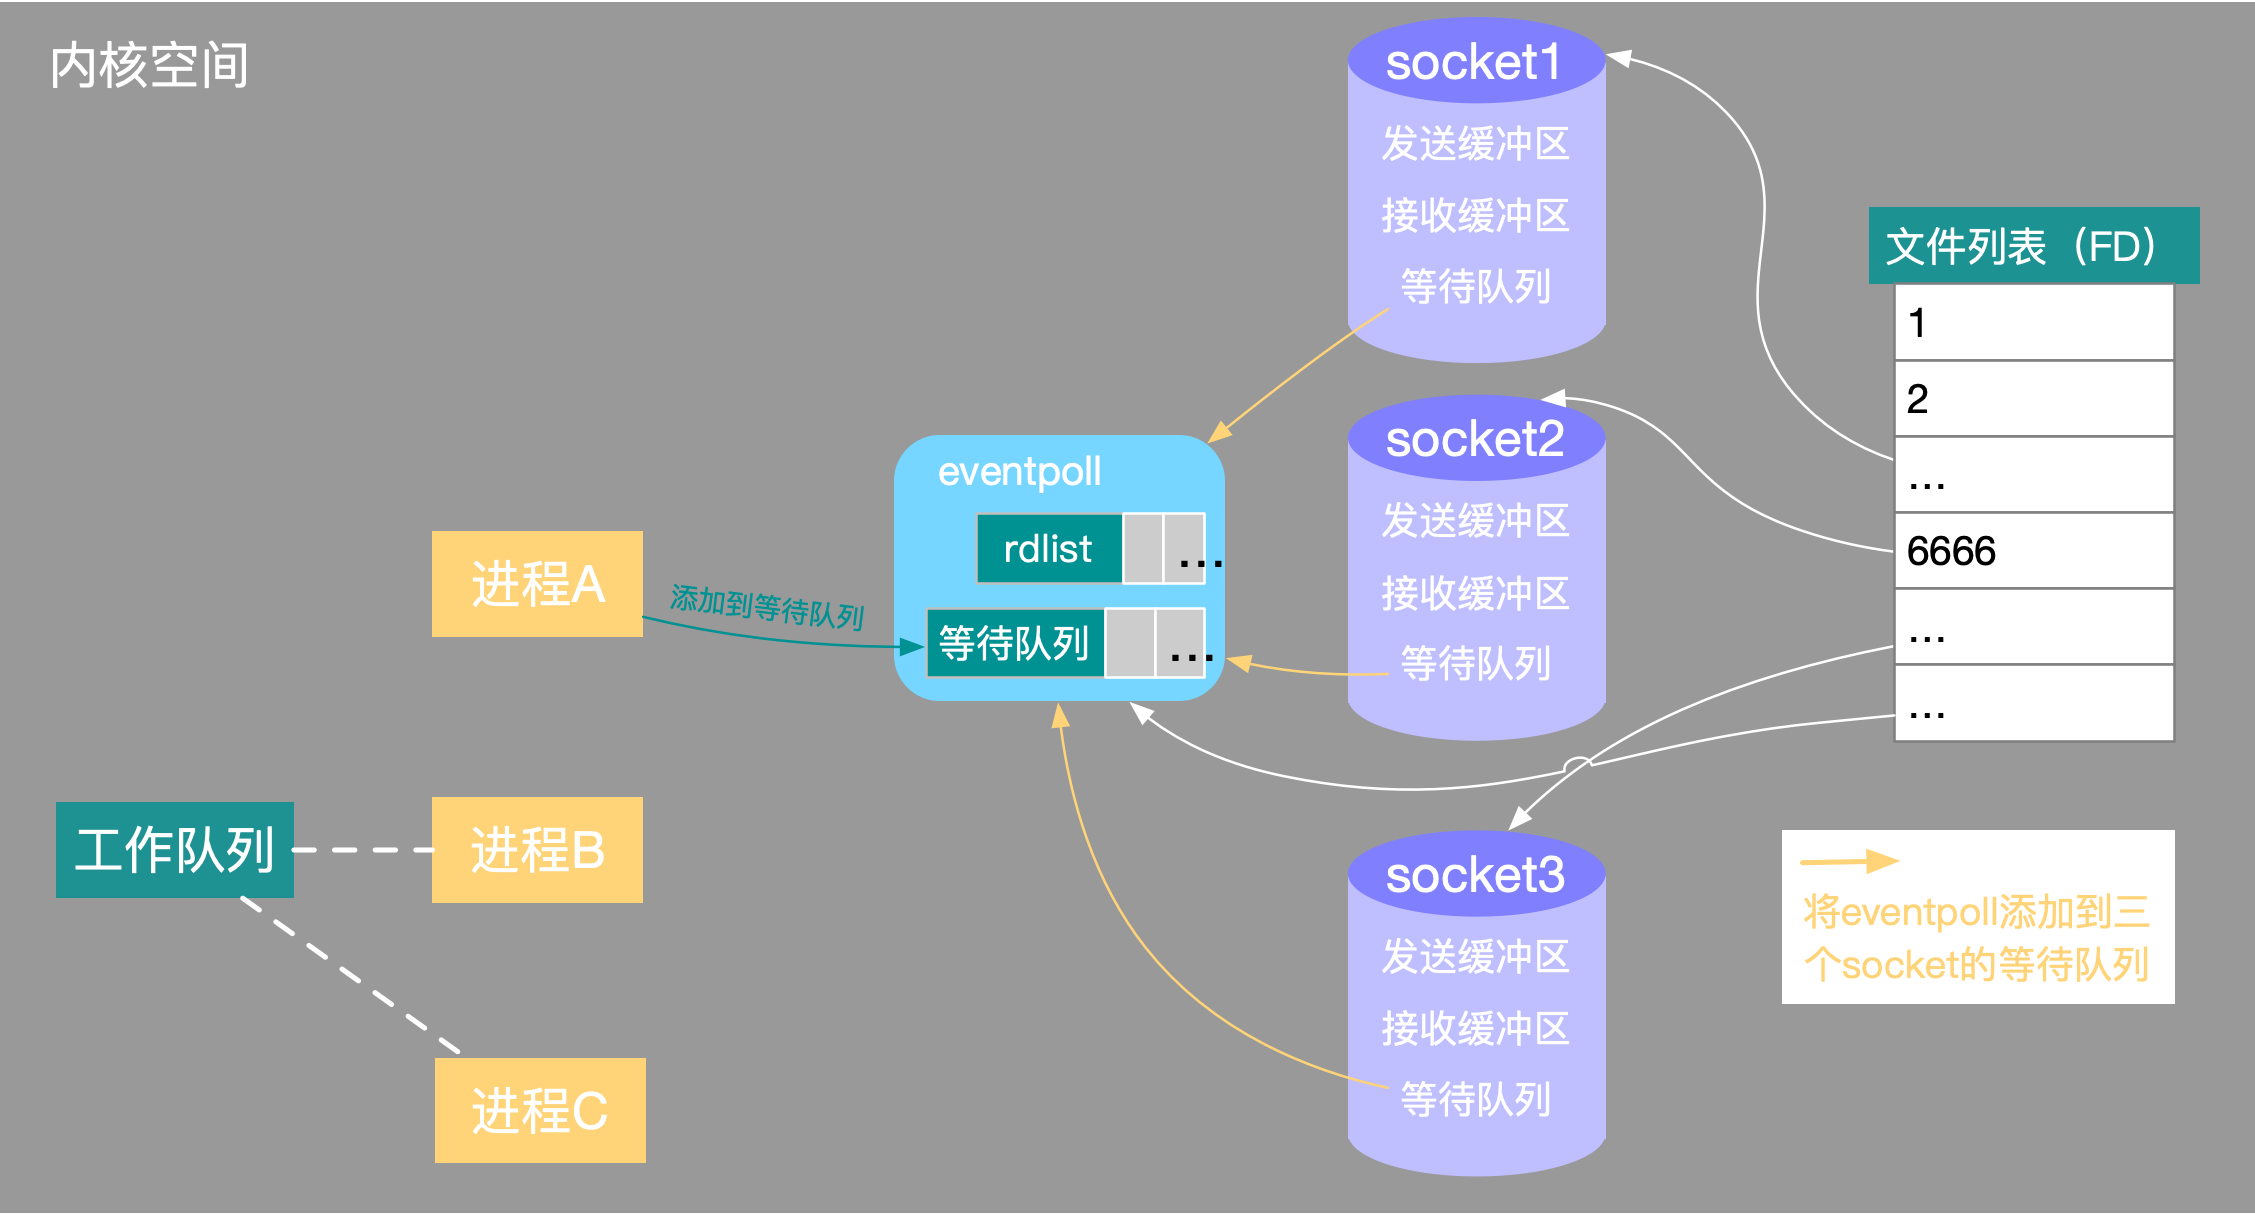 内核空间
socket1
发送缓冲区
接收缓冲区
等待队列
文件列表（FD）
1
2
...
6666
...
...
socket2
发送缓冲区
接收缓冲区
等待队列
eventpoll
rdlist
...
等待队列
...
进程A
添加到等待队列
工作队列
进程B
进程C
socket3
发送缓冲区
接收缓冲区
等待队列
将eventpoll添加到三
个socket的等待队列